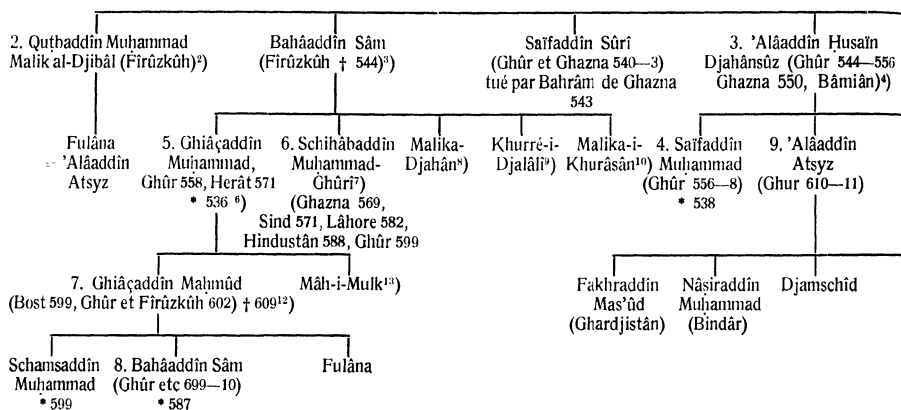 2. Quṭbaddîn Muḥammad
Malik al-Djibâl (Fîrûzkûh)²)
Bahâaddîn Sâm
(Fîrûzkûh † 544)³)
Saïfaddîn Sûrî
(Ghûr et Ghazna 540—3)
tué par Bahrâm de Ghazna
543
3. 'Alâaddîn Ḥusaïn
Djahânsûz (Ghûr 544—556
Ghazna 550, Bâmiân)⁴)
Fulâna
'Alâaddîn
Atsyz
5. Ghiâçaddîn
Muḥammad,
Ghûr 558, Herât 571
* 536 ⁶)
6. Schihâbaddîn
Muḥammad-
Ghûrî⁷)
(Ghazna 569,
Sind 571, Lâhore 582,
Hindustân 588, Ghûr 599
Malika-
Djahân⁸)
Khurré-i-
Djalâlî⁹)
Malika-i-
Khurâsân¹⁰)
4. Saïfaddîn
Muḥammad
(Ghûr 556—8)
* 538
9. 'Alâaddîn
Atsyz
(Ghur 610—11)
7. Ghiâçaddîn Maḥmûd
(Bost 599, Ghûr et Fîrûzkûh 602) † 609¹²)
Mâh-i-Mulk¹³)
Fakhraddîn
Mas'ûd
(Ghardjistân)
Nâṣiraddîn
Muḥammad
(Bindâr)
Djamschîd
Schamsaddîn
Muḥammad
* 599
8. Bahâaddîn Sâm
(Ghûr etc 699—10)
* 587
Fulâna